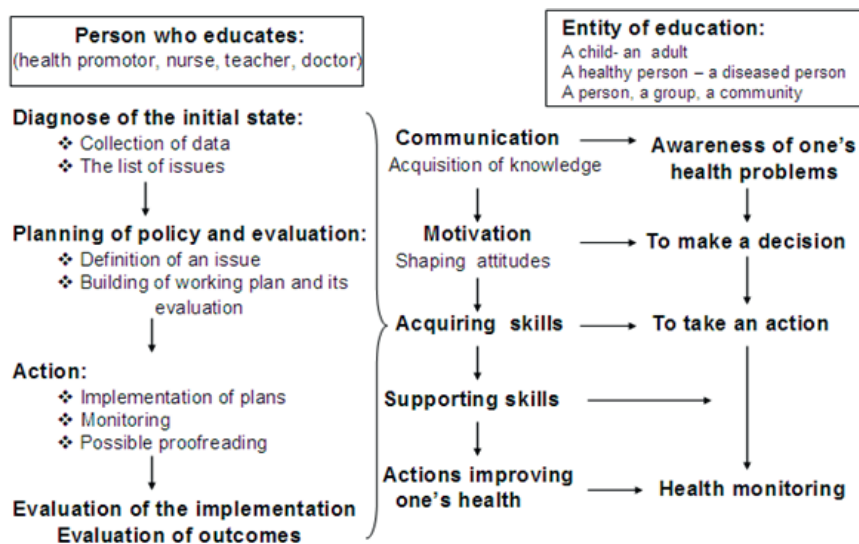 Person who educates:
(health promotor, nurse, teacher, doctor)
Diagnose of the initial state:
❖ Collection of data
❖ The list of issues
Planning of policy and evaluation:
❖ Definition of an issue
❖ Building of working plan and its
evaluation
Action:
❖ Implementation of plans
❖ Monitoring
❖ Possible proofreading
Evaluation of the implementation
Evaluation of outcomes
Communication
Acquisition of knowledge
Motivation
Shaping attitudes
Acquiring skills
Supporting skills
Actions improving
one's health
Entity of education:
A child- an adult
A healthy person – a diseased person
A person, a group, a community
Awareness of one's
health problems
To make a decision
To take an action
Health monitoring